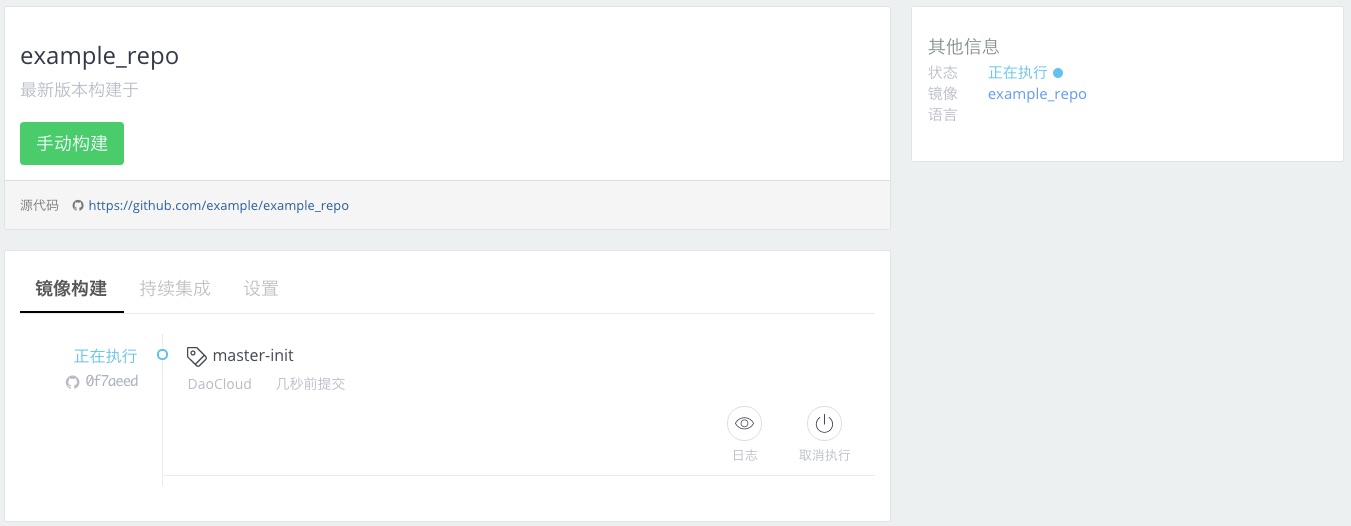 example_repo
最新版本构建于
手动构建
源代码 https://github.com/example/example_repo
其他信息
状态 正在执行
镜像 example_repo
语言
镜像构建 持续集成 设置
正在执行 master-init
0f7aeed DaoCloud 几秒前提交
日志 取消执行